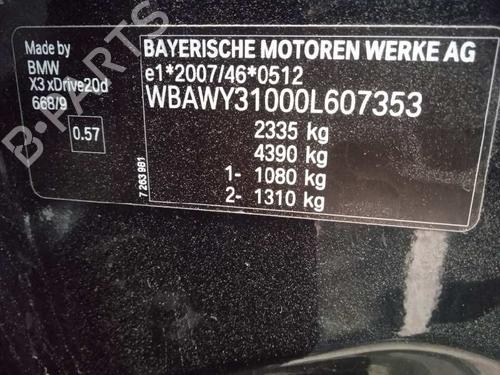 Made by
BMW
X3 xDrive20d
668/9
0.57
7 263 981
BAYERISCHE MOTOREN WERKE AG
e1*2007/46*0512
WBAWY31000L607353
2335 kg
4390 kg
1- 1080 kg
2- 1310 kg
B-PARTS